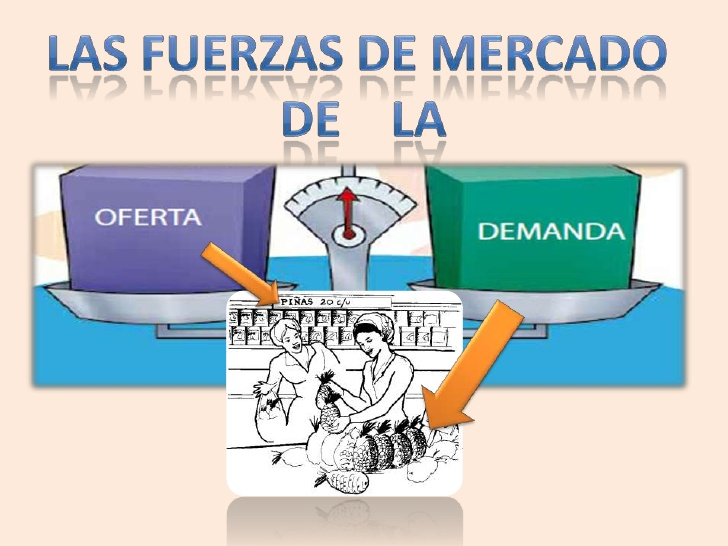 LAS FUERZAS DE MERCADO
DE LA
OFERTA
DEMANDA
PIÑAS 20 c/u